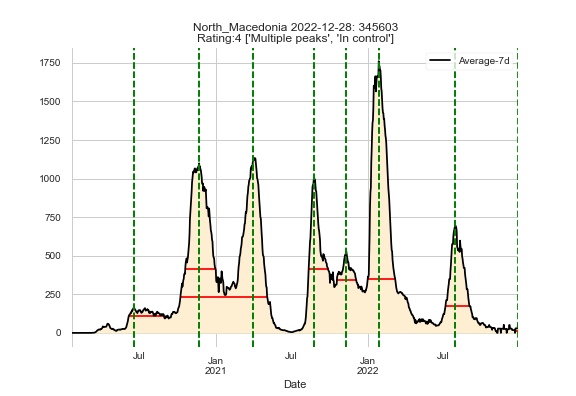 North_Macedonia 2022-12-28: 345603
Rating:4 ['Multiple peaks', 'In control']
Average-7d
1750
1500
1250
1000
750
500
250
0
Jul
Jan
2021
Jul
Jan
2022
Jul
Date